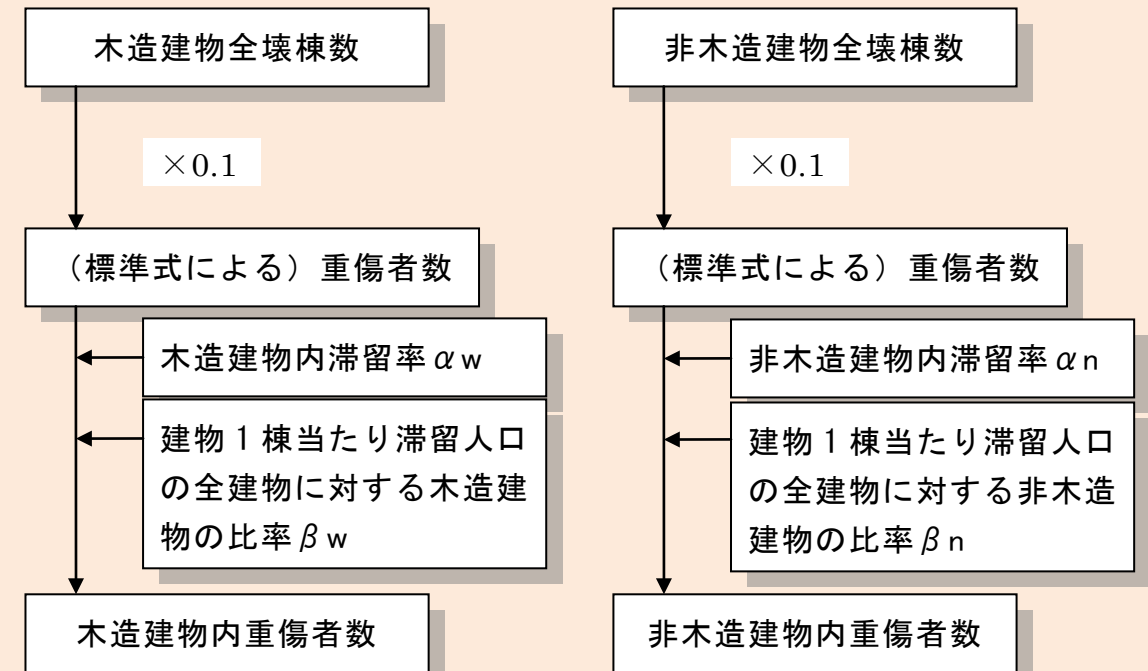 木造建物全壊棟数
×0.1
（標準式による）重傷者数
木造建物内滞留率αw
建物1棟当たり滞留人口
の全建物に対する木造建
物の比率βw
木造建物内重傷者数
非木造建物全壊棟数
×0.1
（標準式による）重傷者数
非木造建物内滞留率αn
建物1棟当たり滞留人口
の全建物に対する非木造
建物の比率βn
非木造建物内重傷者数